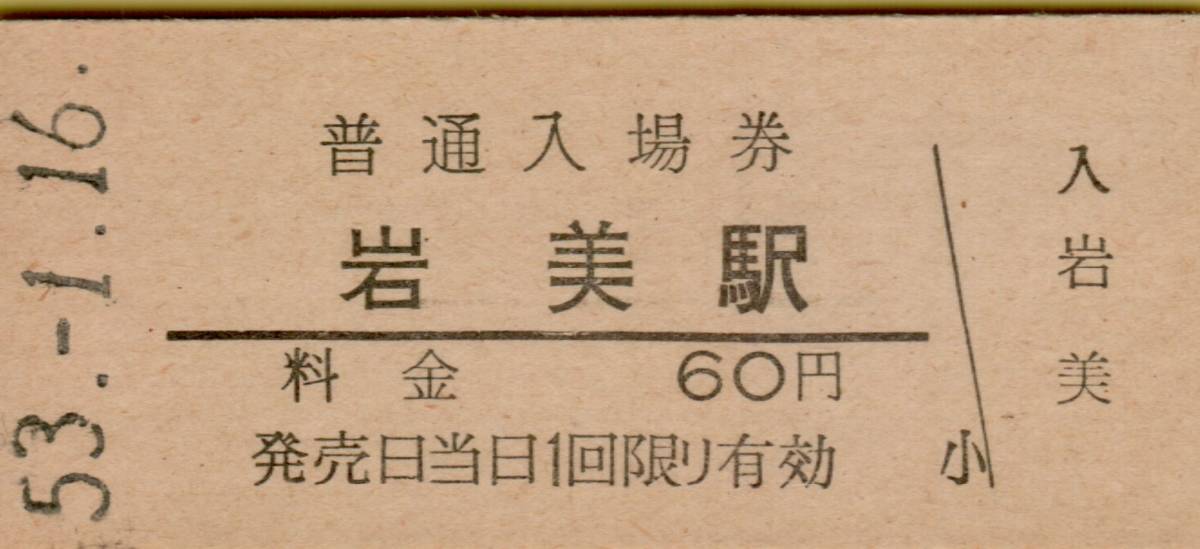 53.-1.16.
普通入場券
岩美駅
料金 60円
発売日当日1回限り有効
小
入
岩
美